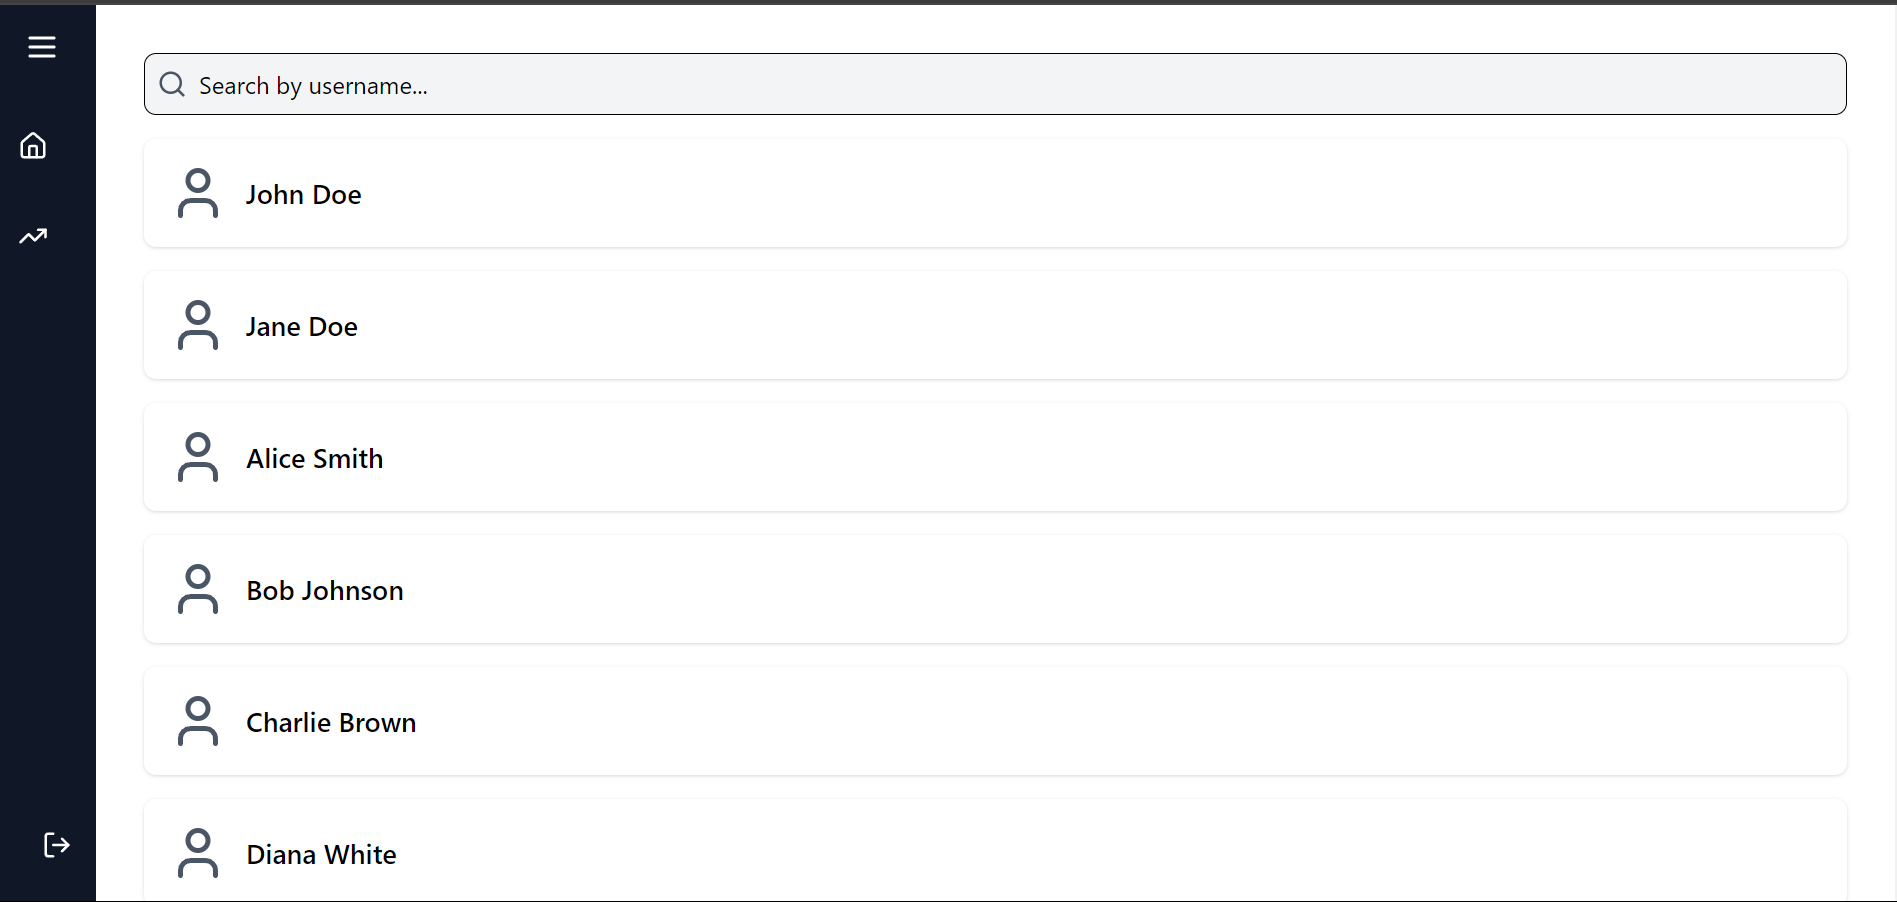 Search by username...
John Doe
Jane Doe
Alice Smith
Bob Johnson
Charlie Brown
Diana White